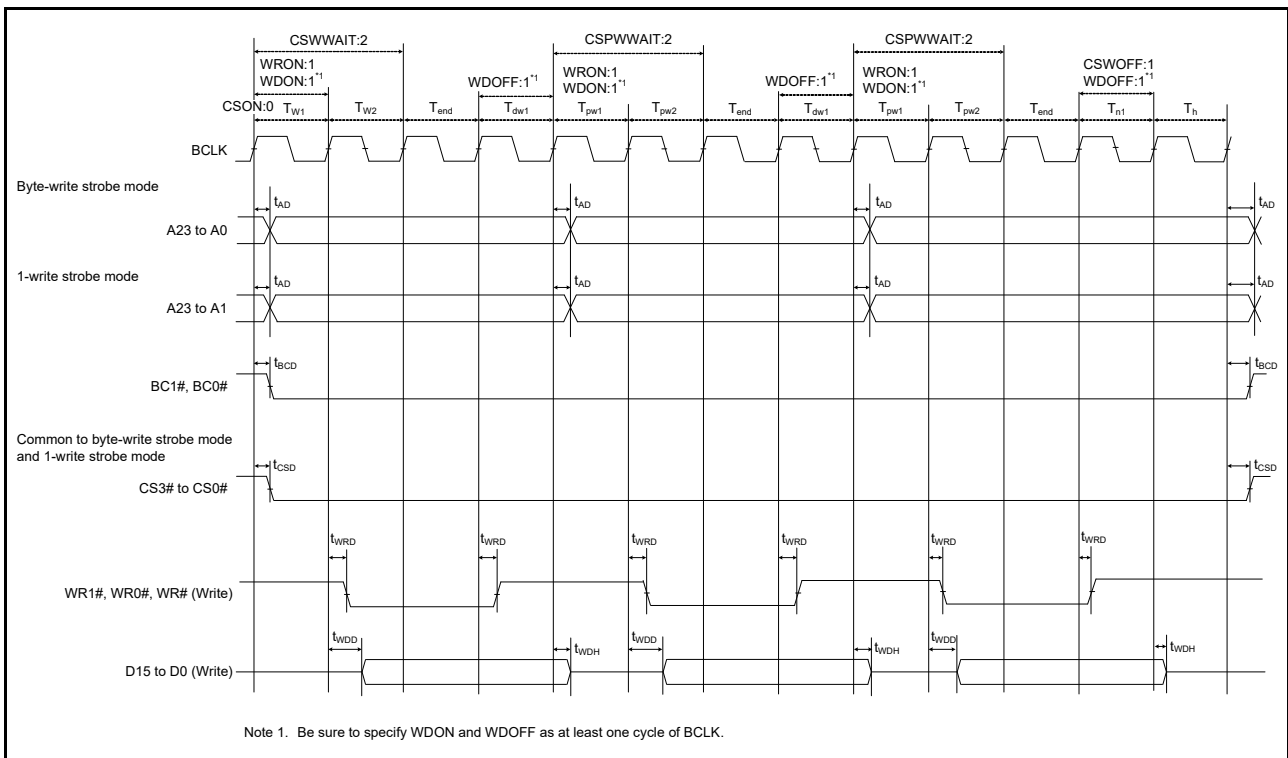 CSWWAIT:2 CSPWWAIT:2 CSPWWAIT:2
WRON:1 WRON:1 WRON:1 CSWOFF:1
WDON:1*1 WDOFF:1*1 WDON:1*1 WDOFF:1*1 WDON:1*1 WDOFF:1*1
CSON:0 TW1 TW2 Tend Tdw1 Tpw1 Tpw2 Tend Tdw1 Tpw1 Tpw2 Tend Tn1 Th
BCLK
Byte-write strobe mode
tAD tAD tAD tAD
A23 to A0
1-write strobe mode
tAD tAD tAD tAD
A23 to A1
tBCD tBCD
BC1#, BC0#
Common to byte-write strobe mode
and 1-write strobe mode
tCSD tCSD
CS3# to CS0#
tWRD tWRD tWRD tWRD tWRD tWRD
WR1#, WR0#, WR# (Write)
tWDD tWDH tWDD tWDH tWDD tWDH
D15 to D0 (Write)
Note 1. Be sure to specify WDON and WDOFF as at least one cycle of BCLK.